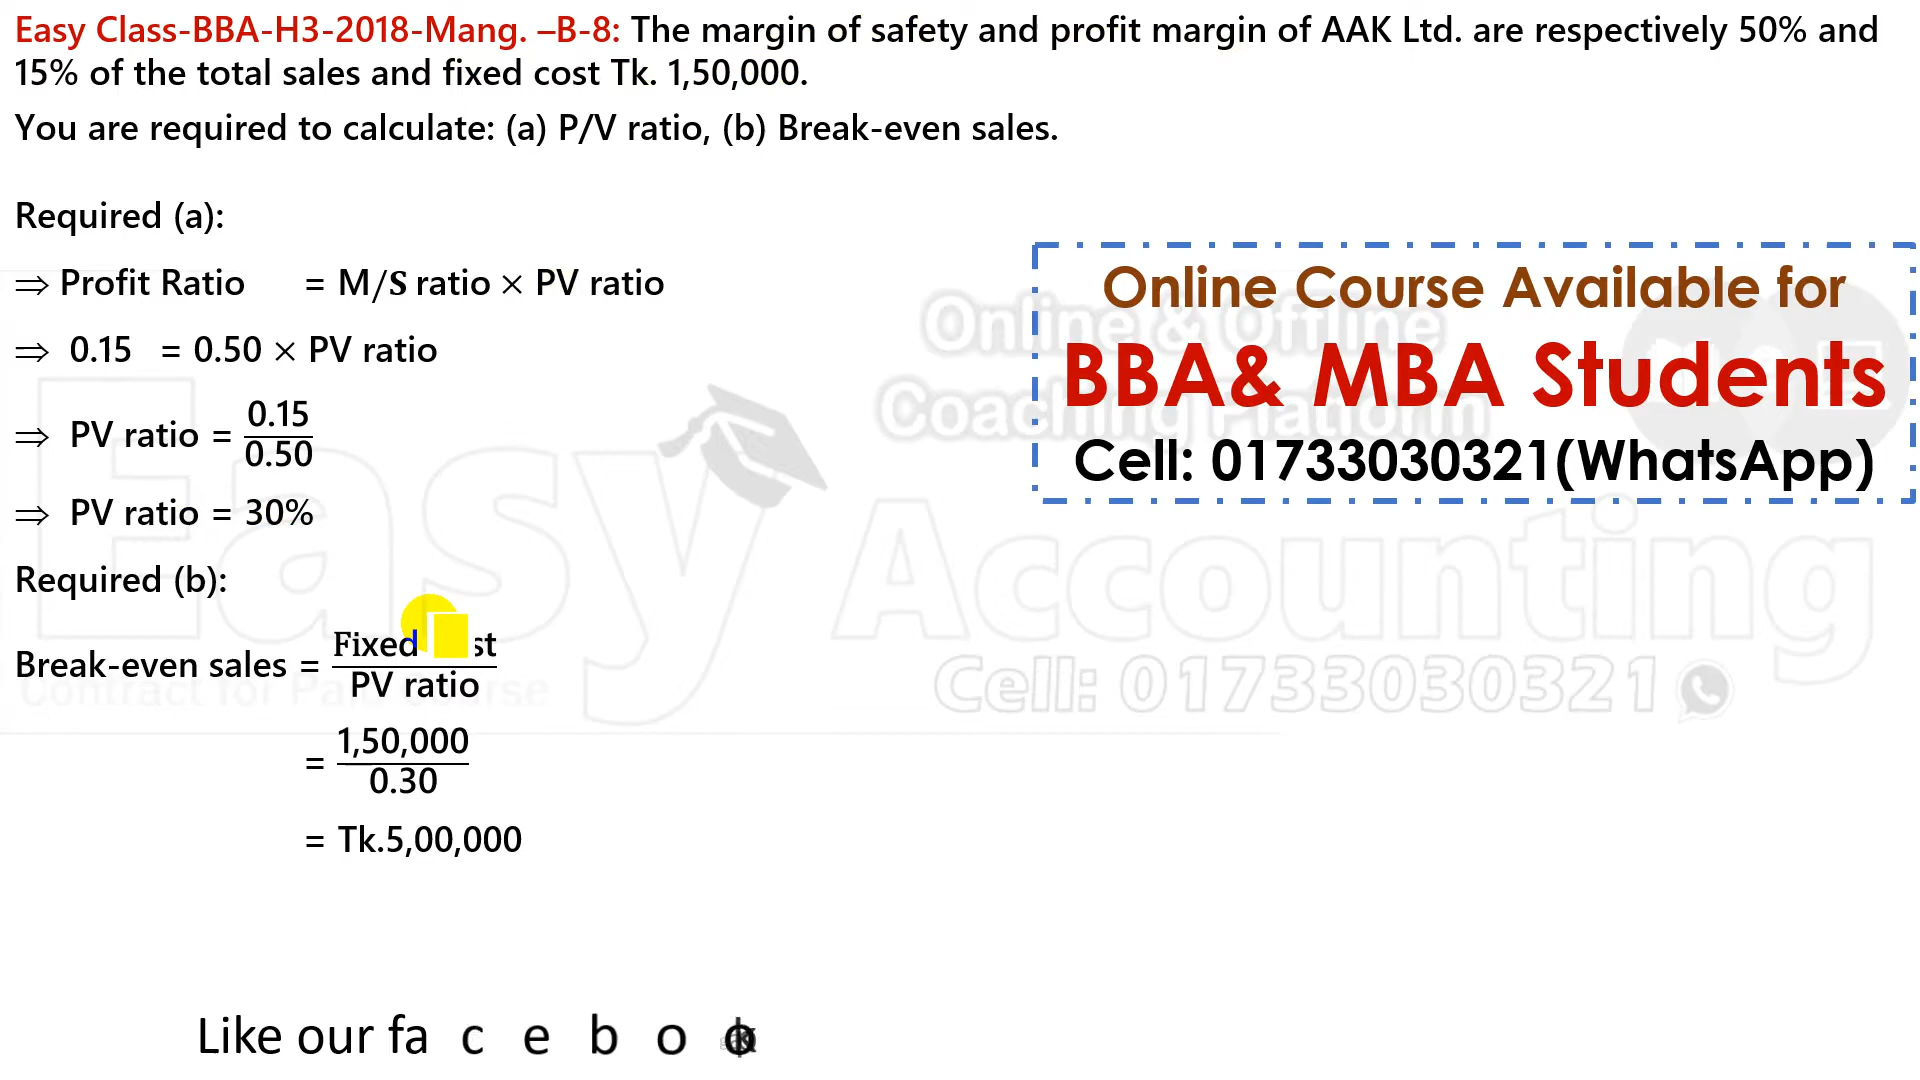 Easy Class-BBA-H3-2018-Mang. –B-8: The margin of safety and profit margin of AAK Ltd. are respectively 50% and
15% of the total sales and fixed cost Tk. 1,50,000.
You are required to calculate: (a) P/V ratio, (b) Break-even sales.
Required (a):
⇒ Profit Ratio = M/S ratio × PV ratio
⇒ 0.15 = 0.50 × PV ratio
⇒ PV ratio = 0.15
0.50
⇒ PV ratio = 30%
Required (b):
Break-even sales = Fixed st
PV ratio
= 1,50,000
0.30
= Tk.5,00,000
Online Course Available for
BBA& MBA Students
Cell: 01733030321(WhatsApp)
Online & Offline
Coaching Platform
Easy Accounting
Contract for Paid Course
Cell: 01733030321
Like our facebook